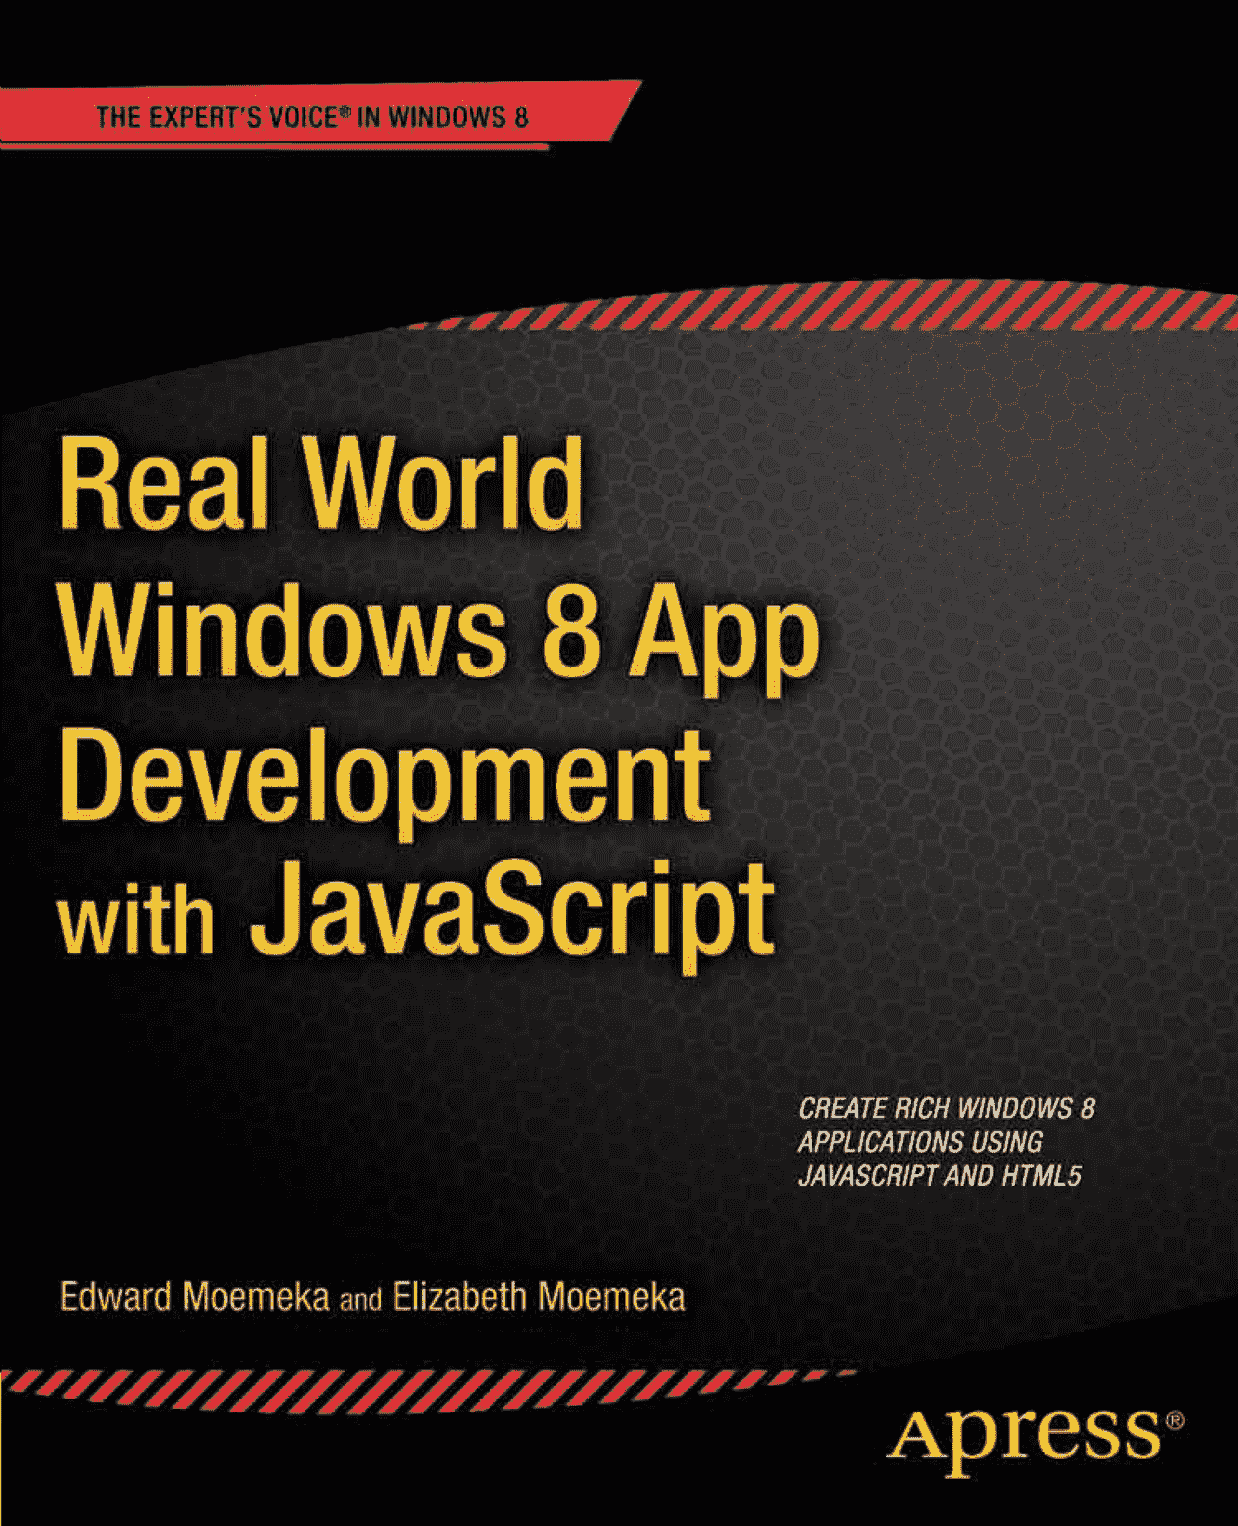 THE EXPERT'S VOICE® IN WINDOWS 8
Real World
Windows 8 App
Development
with JavaScript
CREATE RICH WINDOWS 8
APPLICATIONS USING
JAVASCRIPT AND HTML5
Edward Moemeka and Elizabeth Moemeka
Apress®